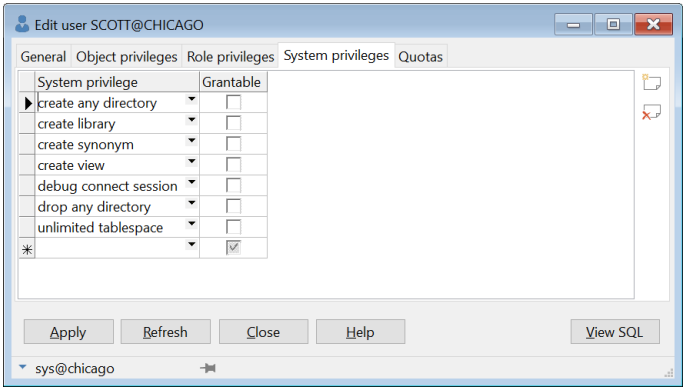 Edit user SCOTT@CHICAGO
General Object privileges Role privileges System privileges Quotas
System privilege Grantable
create any directory
create library
create synonym
create view
debug connect session
drop any directory
unlimited tablespace
Apply Refresh Close Help View SQL
sys@chicago